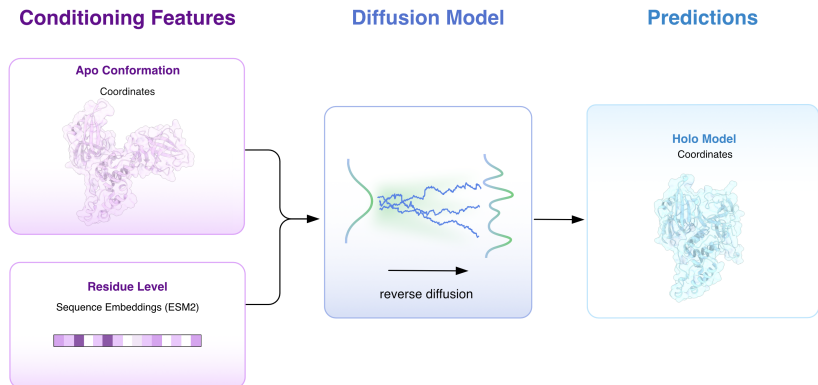 Conditioning Features
Diffusion Model
Predictions
Apo Conformation
Coordinates
Residue Level
Sequence Embeddings (ESM2)
reverse diffusion
Holo Model
Coordinates